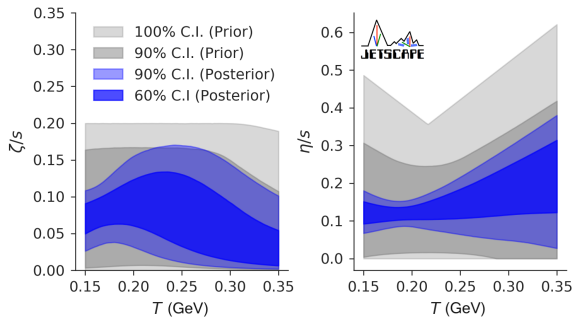 0.35
0.30
0.25
0.20
0.15
0.10
0.05
0.00
ζ/s
100% C.I. (Prior)
90% C.I. (Prior)
90% C.I. (Posterior)
60% C.I (Posterior)
0.15 0.20 0.25 0.30 0.35
T (GeV)
JETSCAPE
0.6
0.5
0.4
0.3
0.2
0.1
0.0
η/s
0.15 0.20 0.25 0.30 0.35
T (GeV)